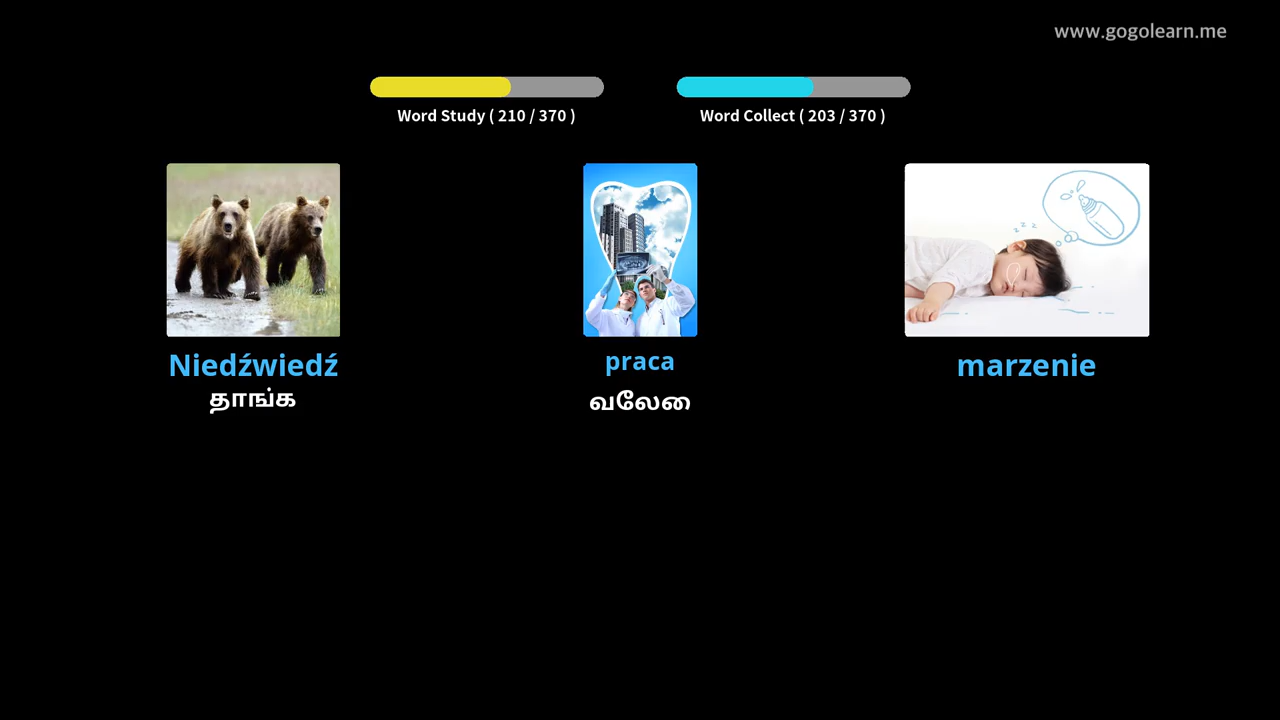 www.gogolearn.me
Word Study ( 210 / 370 )
Word Collect ( 203 / 370 )
Niedźwiedź
praca
marzenie
தாங்க
வலேை